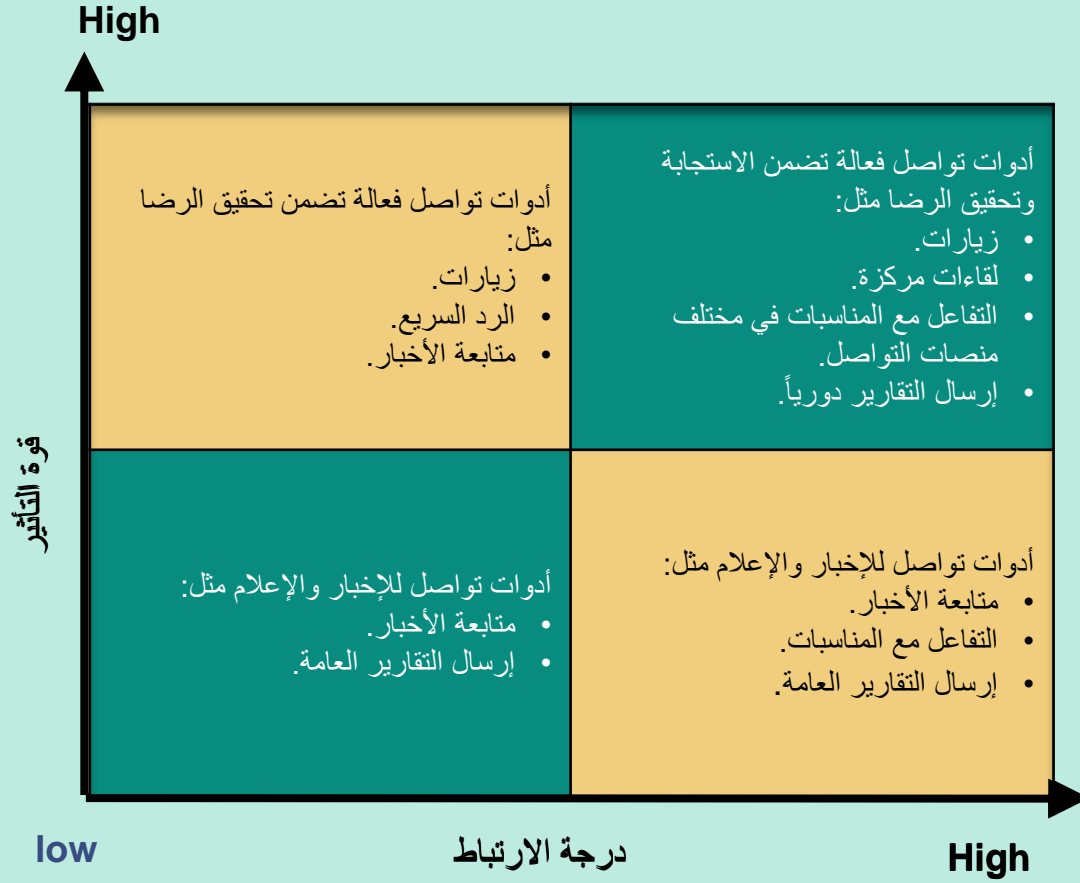 High
أدوات تواصل فعالة تضمن الاستجابة
وتحقيق الرضا مثل:
• زيارات.
• لقاءات مركزة.
• التفاعل مع المناسبات في مختلف
منصات التواصل.
• إرسال التقارير دورياً.
أدوات تواصل فعالة تضمن تحقيق الرضا
مثل:
• زيارات.
• الرد السريع.
• متابعة الأخبار.
قوة التأثير
أدوات تواصل للإخبار والإعلام مثل:
• متابعة الأخبار.
• التفاعل مع المناسبات.
• إرسال التقارير العامة.
أدوات تواصل للإخبار والإعلام مثل:
• متابعة الأخبار.
• إرسال التقارير العامة.
low
درجة الارتباط
High